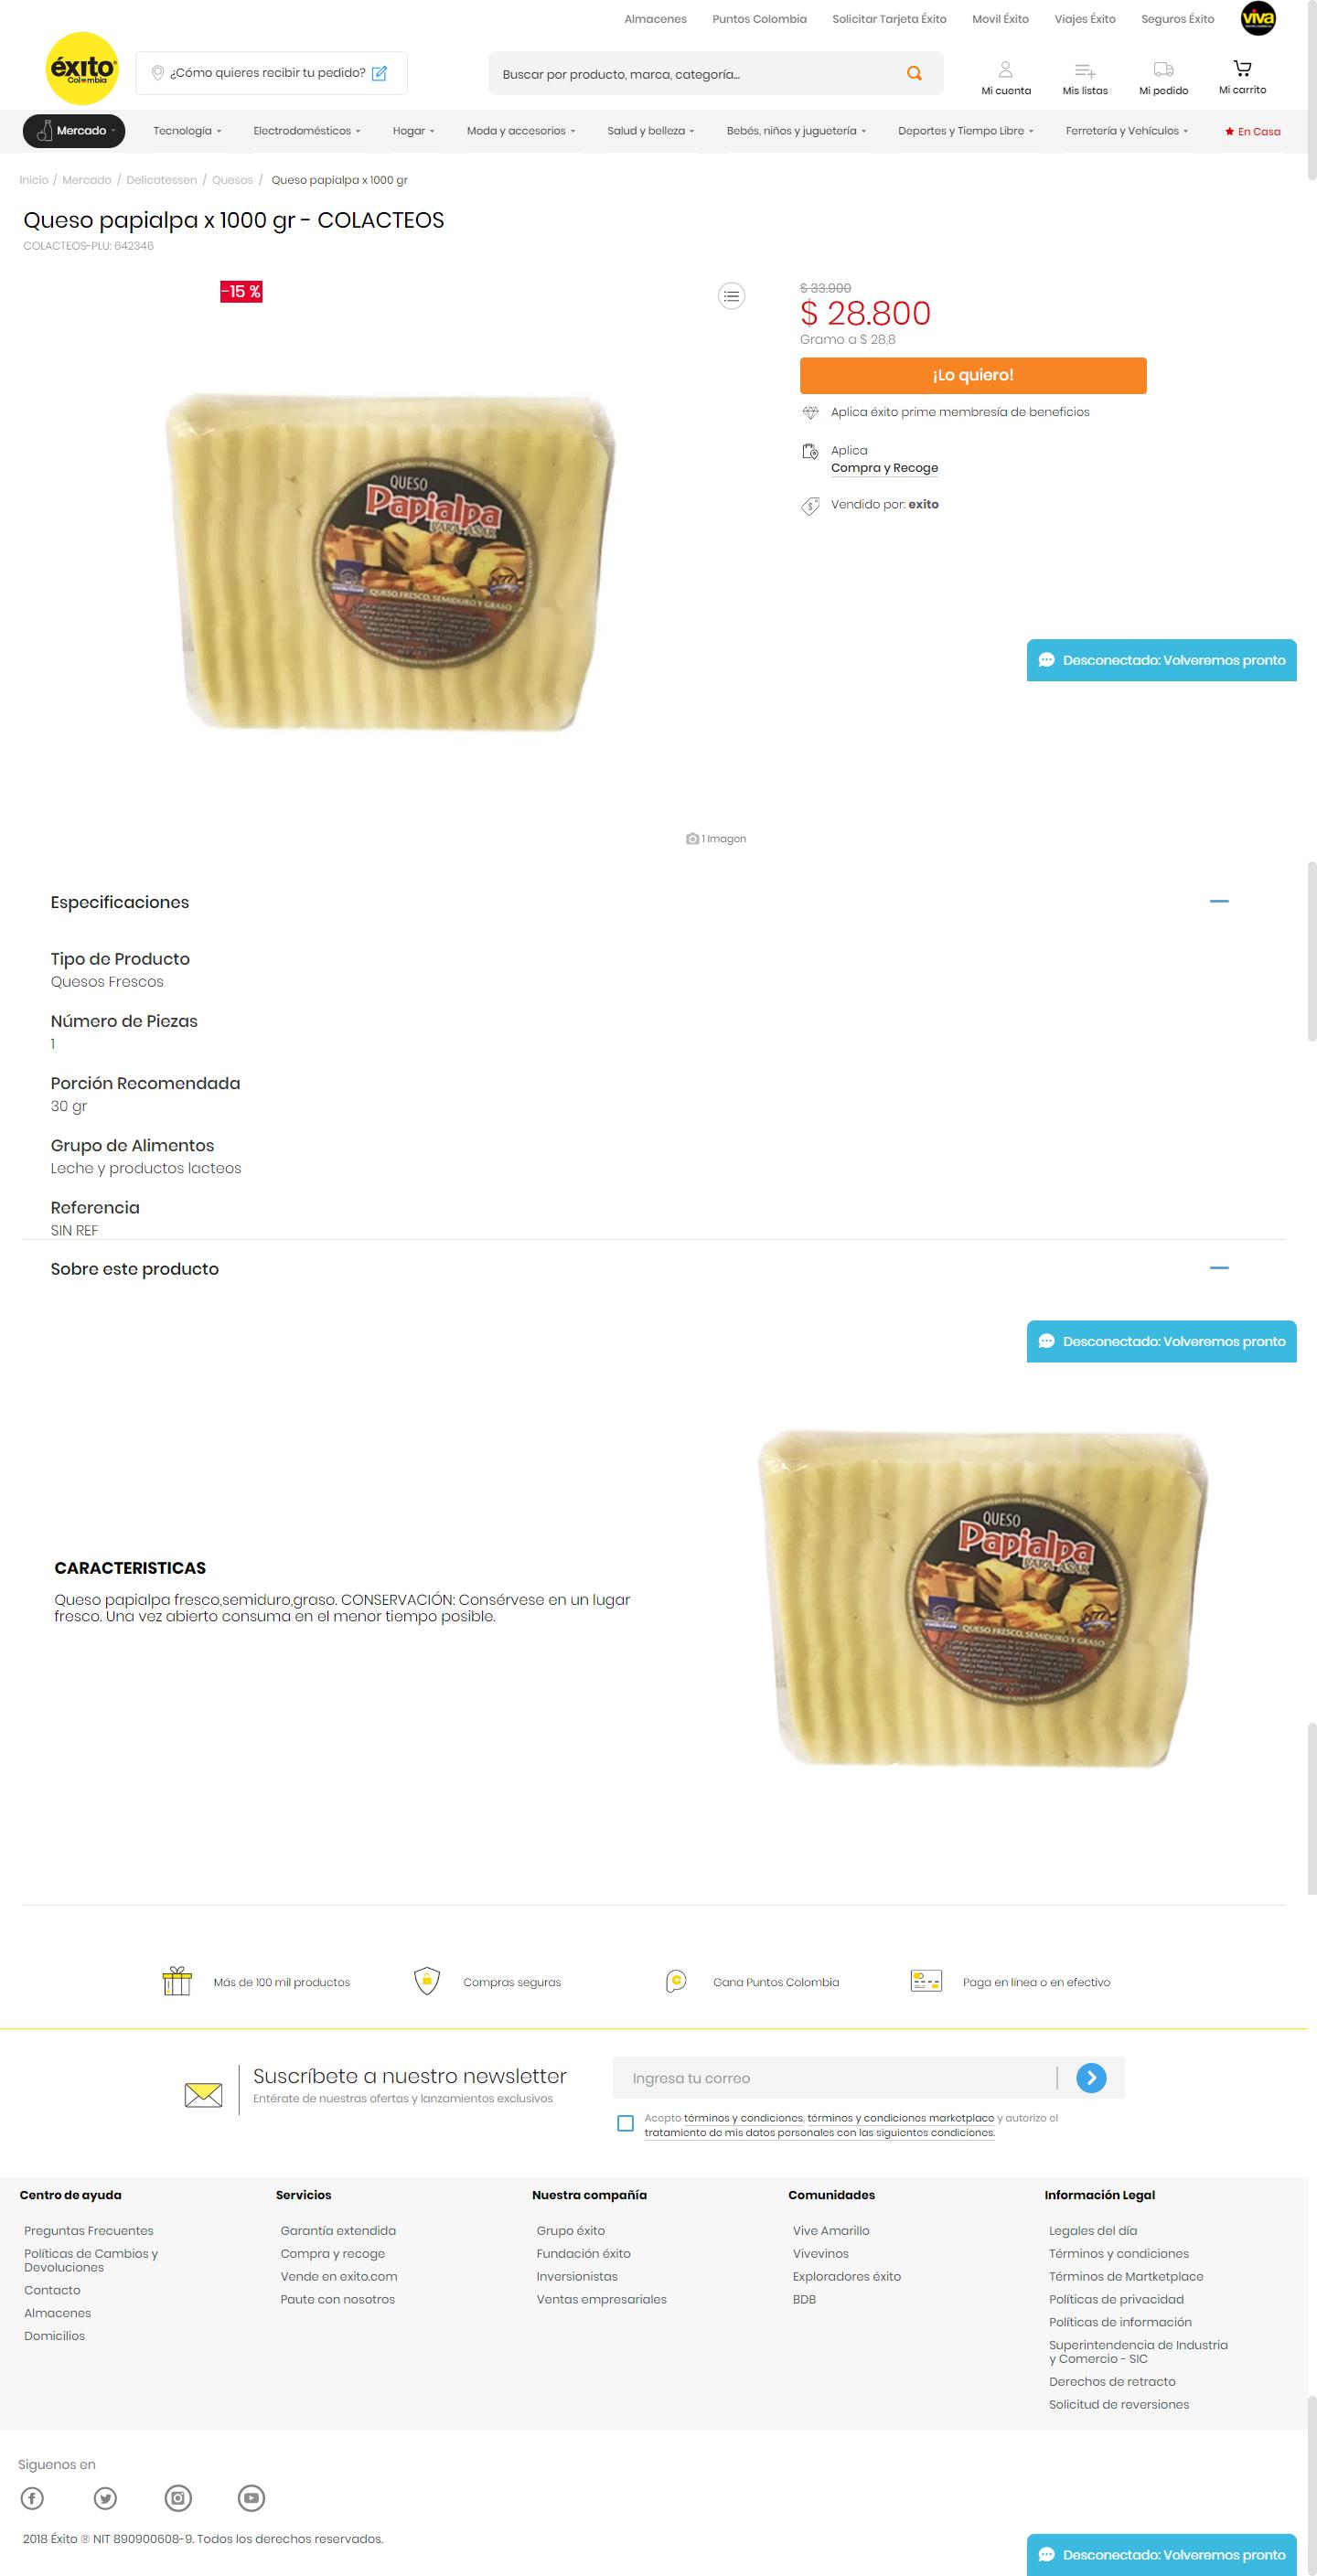 Almacenes Puntos Colombia Solicitar Tarjeta Éxito Movil Éxito Viajes Éxito Seguros Éxito viva
éxito
Colombia
¿Cómo quieres recibir tu pedido?
Buscar por producto, marca, categoría...
Mi cuenta Mis listas Mi pedido Mi carrito
Mercado Tecnología Electrodomésticos Hogar Moda y accesorios Salud y belleza Bebés, niños y juguetería Deportes y Tiempo Libre Ferretería y Vehículos En Casa
Inicio / Mercado / Delicatessen / Quesos / Queso papialpa x 1000 gr
Queso papialpa x 1000 gr - COLACTEOS
COLACTEOS-PLU: 642346
-15 %
$ 33.900
$ 28.800
Gramo a $ 28,8
¡Lo quiero!
Aplica éxito prime membresía de beneficios
Aplica
Compra y Recoge
Vendido por: exito
QUESO
Papialpa
PARA ASAR
QUESO FRESCO, SEMIDURO Y GRASO
Desconectado: Volveremos pronto
1 Imagen
Especificaciones
Tipo de Producto
Quesos Frescos
Número de Piezas
1
Porción Recomendada
30 gr
Grupo de Alimentos
Leche y productos lacteos
Referencia
SIN REF
Sobre este producto
Desconectado: Volveremos pronto
QUESO
Papialpa
PARA ASAR
QUESO FRESCO, SEMIDURO Y GRASO
CARACTERISTICAS
Queso papialpa fresco,semiduro,graso. CONSERVACIÓN: Consérvese en un lugar
fresco. Una vez abierto consuma en el menor tiempo posible.
Más de 100 mil productos Compras seguras Gana Puntos Colombia Paga en línea o en efectivo
Suscríbete a nuestro newsletter
Entérate de nuestras ofertas y lanzamientos exclusivos
Ingresa tu correo
Acepto términos y condiciones, términos y condiciones marketplace y autorizo el
tratamiento de mis datos personales con las siguientes condiciones.
Centro de ayuda
Preguntas Frecuentes
Políticas de Cambios y
Devoluciones
Contacto
Almacenes
Domicilios
Servicios
Garantía extendida
Compra y recoge
Vende en exito.com
Paute con nosotros
Nuestra compañía
Grupo éxito
Fundación éxito
Inversionistas
Ventas empresariales
Comunidades
Vive Amarillo
Vivevinos
Exploradores éxito
BDB
Información Legal
Legales del día
Términos y condiciones
Términos de Martketplace
Políticas de privacidad
Políticas de información
Superintendencia de Industria
y Comercio - SIC
Derechos de retracto
Solicitud de reversiones
Siguenos en
2018 Éxito ® NIT 890900608-9. Todos los derechos reservados.
Desconectado: Volveremos pronto